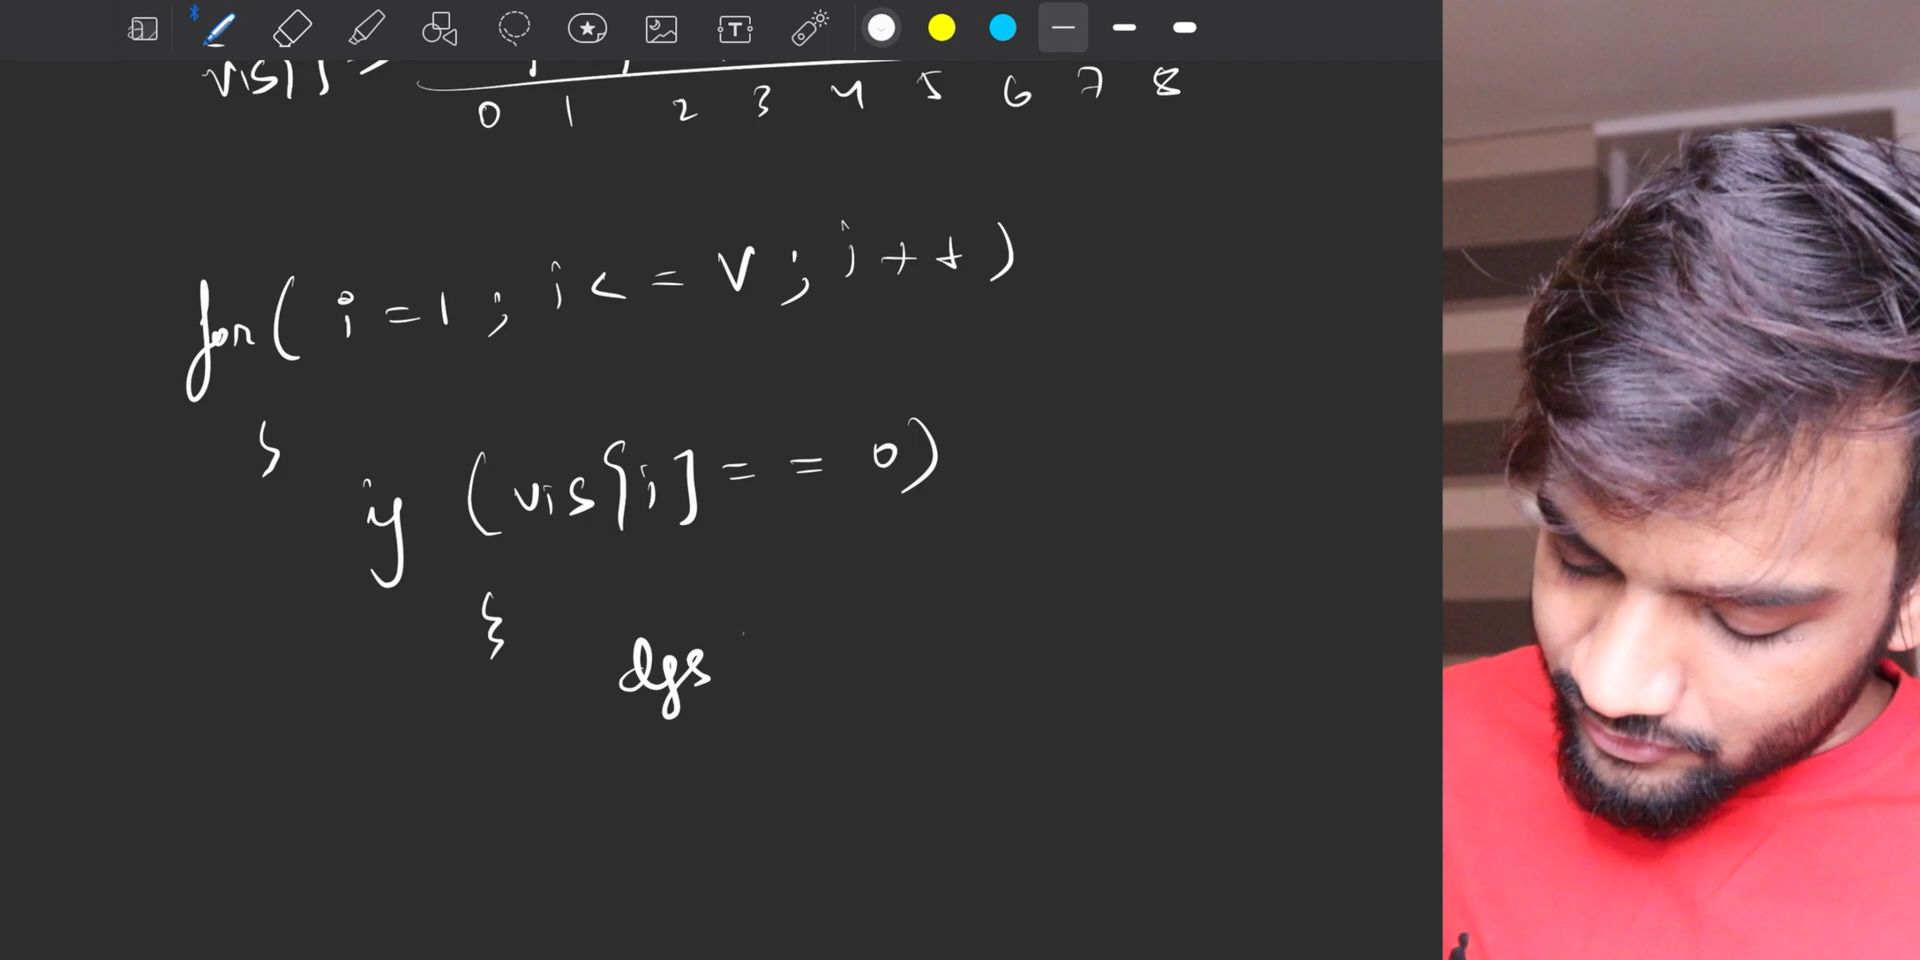 vis[] =
0 1 2 3 4 5 6 7 8
for( i = 1 ; i < = V ; i + + )
{
if (vis[i] = = 0)
{
dfs